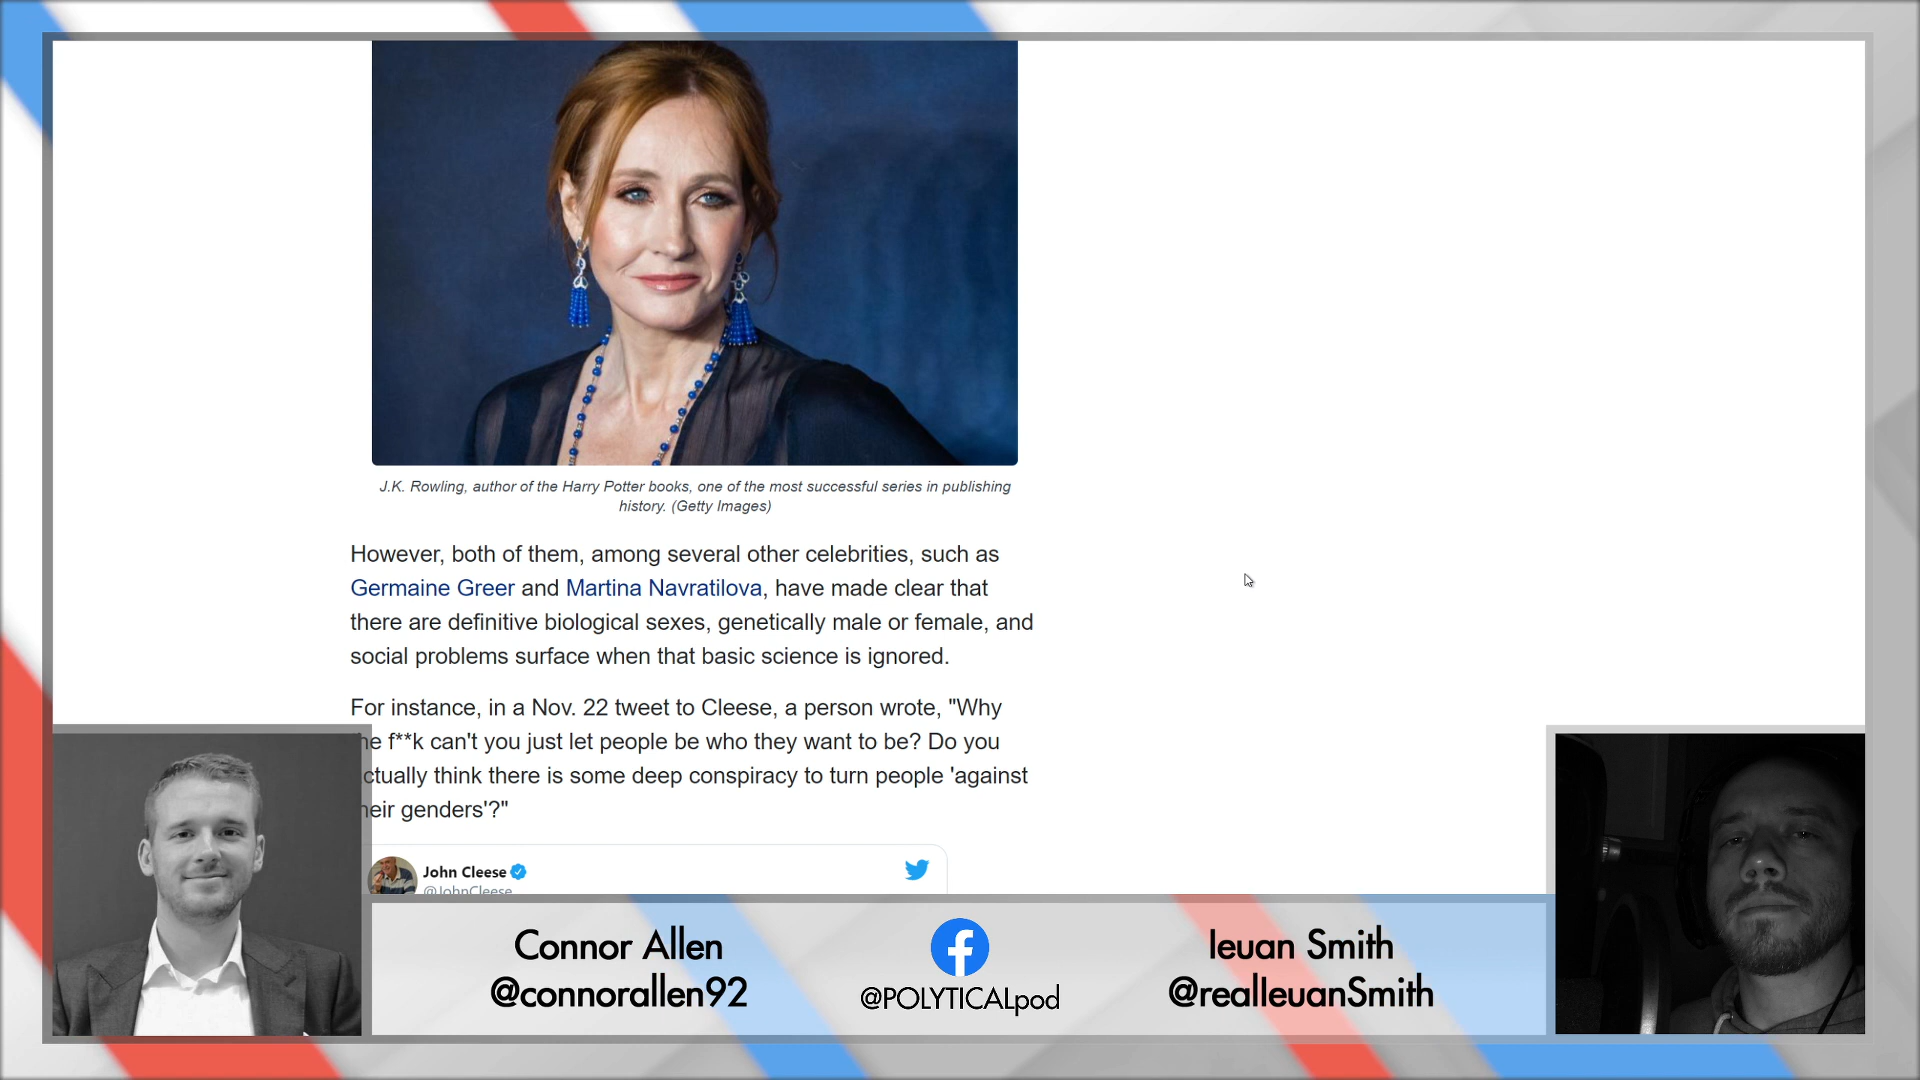 J.K. Rowling, author of the Harry Potter books, one of the most successful series in publishing
history. (Getty Images)
However, both of them, among several other celebrities, such as
Germaine Greer and Martina Navratilova, have made clear that
there are definitive biological sexes, genetically male or female, and
social problems surface when that basic science is ignored.
For instance, in a Nov. 22 tweet to Cleese, a person wrote, "Why
he f**k can't you just let people be who they want to be? Do you
ctually think there is some deep conspiracy to turn people 'against
heir genders'?"
John Cleese
@JohnCleese
Connor Allen
@connorallen92
@POLYTICALpod
Ieuan Smith
@realIeuanSmith